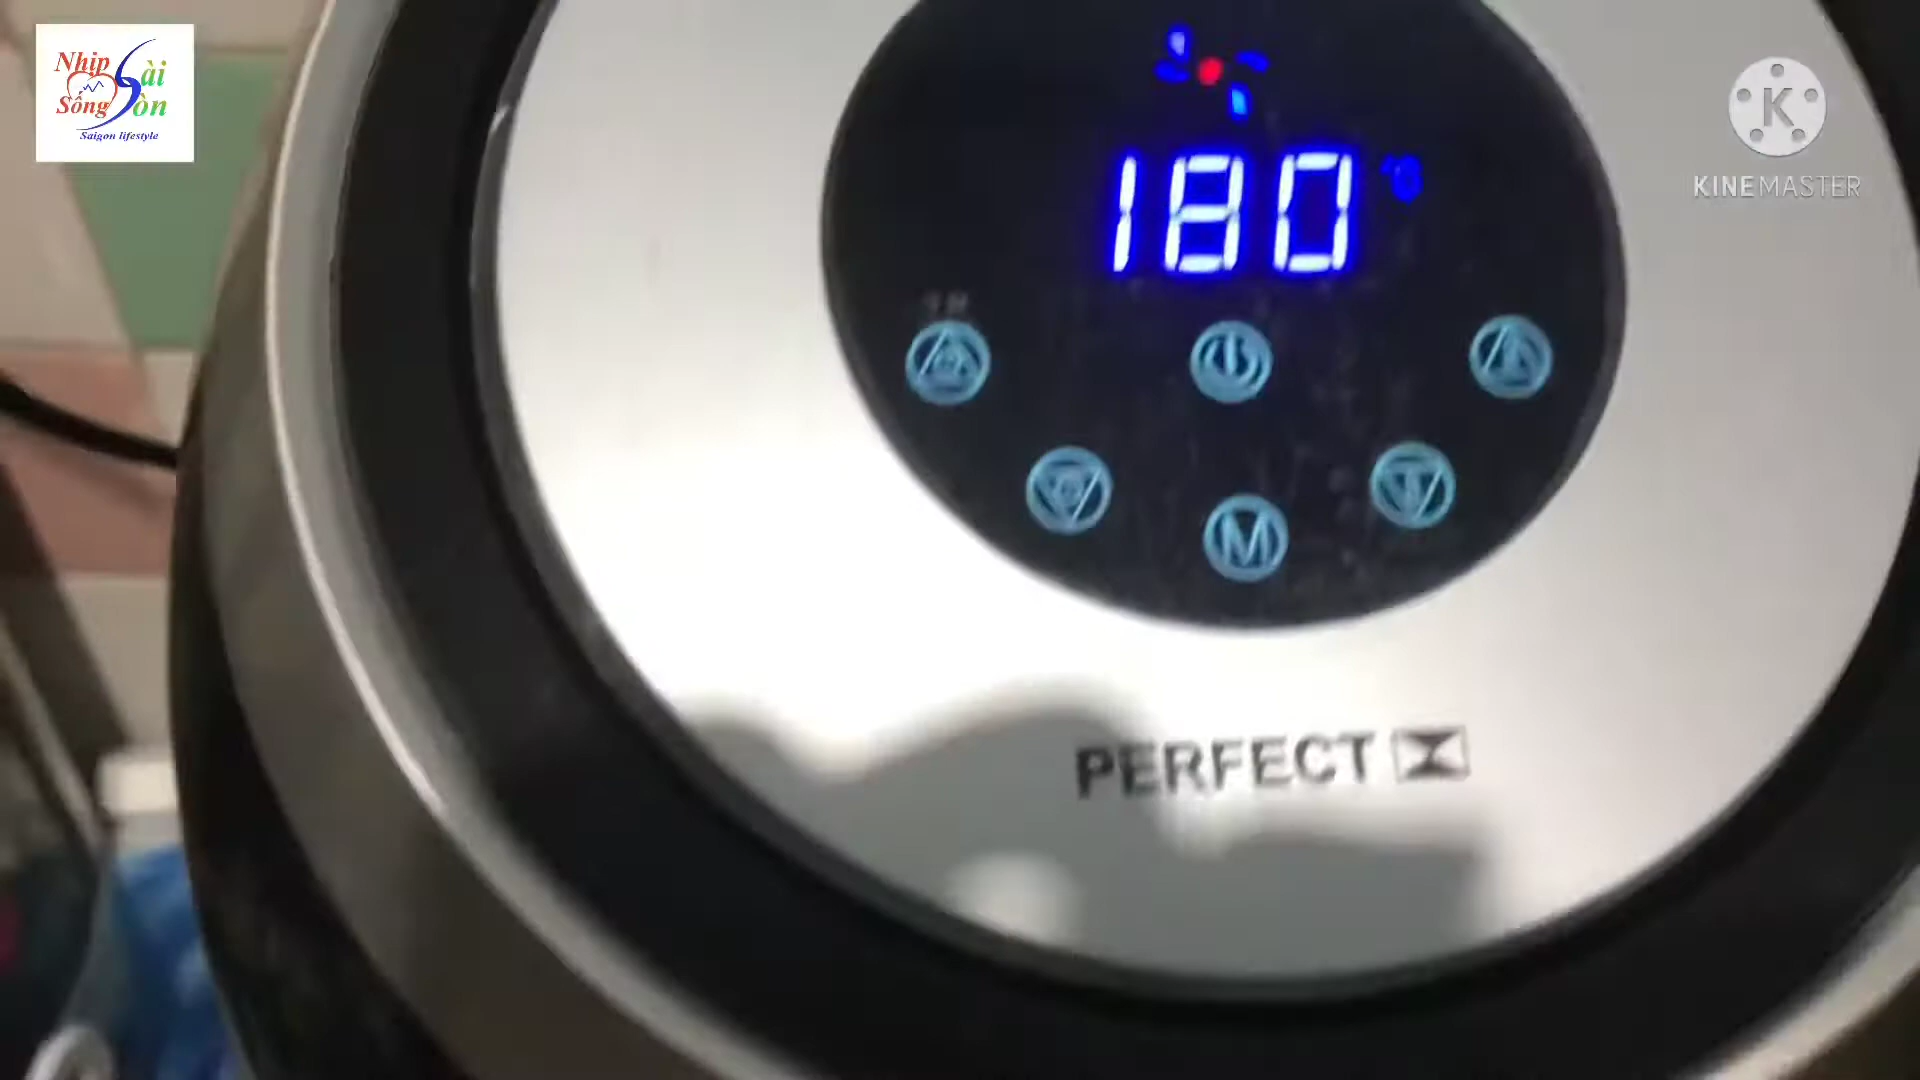 Nhịp Sài
Sống Gòn
Saigon lifestyle
K
KINEMASTER
180 °C
M
PERFECT